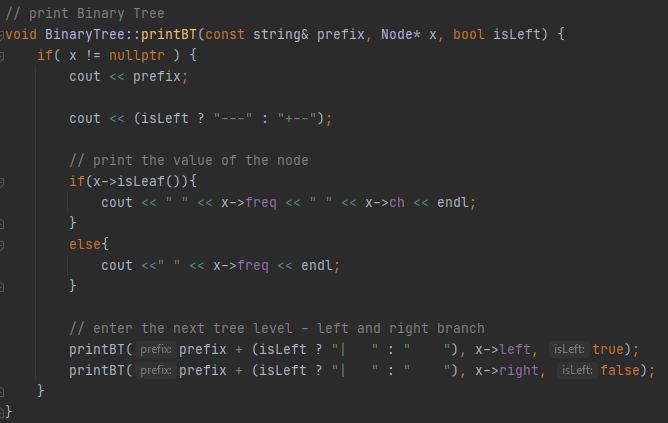 // print Binary Tree
void BinaryTree::printBT(const string& prefix, Node* x, bool isLeft) {
    if( x != nullptr ) {
        cout << prefix;

        cout << (isLeft ? "---" : "+--");

        // print the value of the node
        if(x->isLeaf()){
            cout << " " << x->freq << " " << x->ch << endl;
        }
        else{
            cout <<" " << x->freq << endl;
        }

        // enter the next tree level - left and right branch
        printBT( prefix: prefix + (isLeft ? "|   " : "    "), x->left, isLeft: true);
        printBT( prefix: prefix + (isLeft ? "|   " : "    "), x->right, isLeft: false);
    }
}